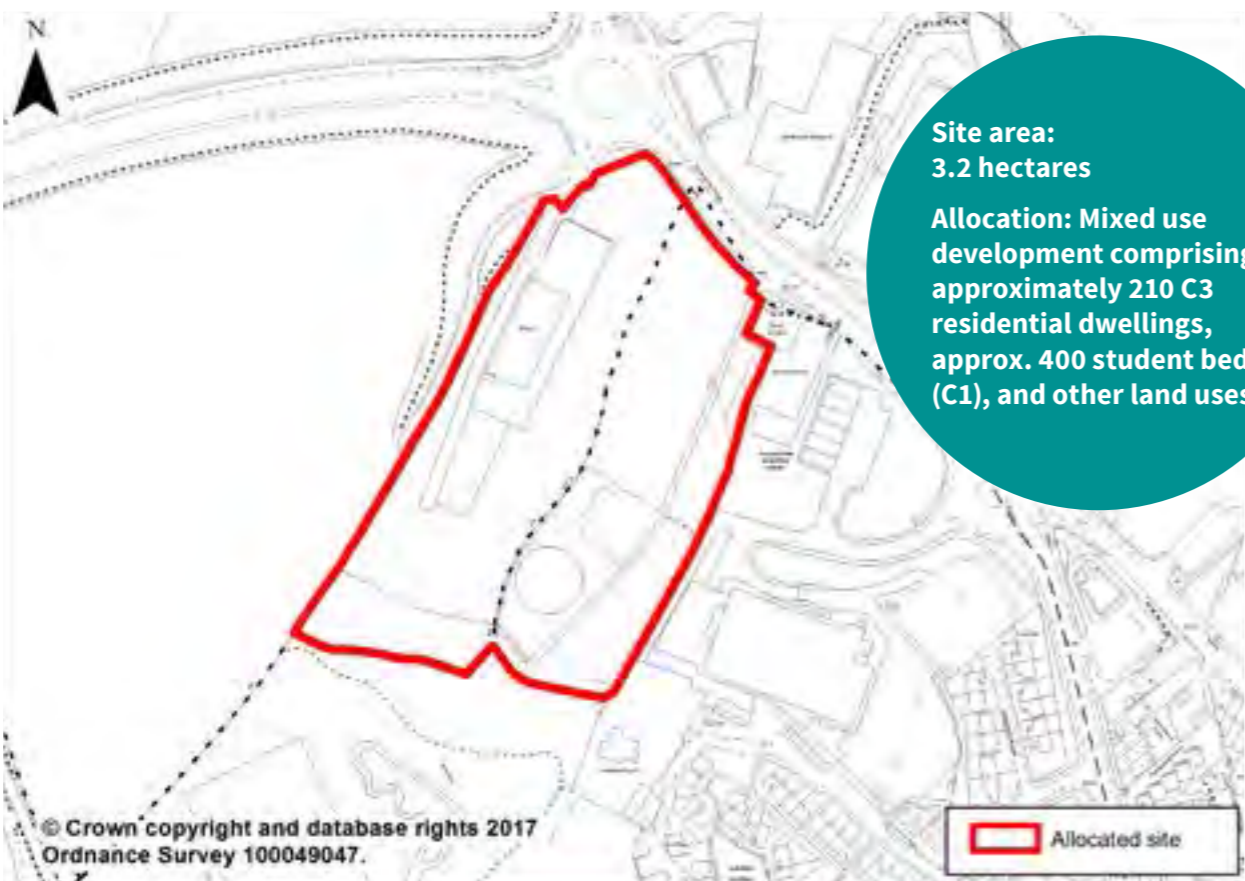 N
Site area:
3.2 hectares
Allocation: Mixed use
development comprising
approximately 210 C3
residential dwellings,
approx. 400 student bed
(C1), and other land uses
© Crown copyright and database rights 2017
Ordnance Survey 100049047.
Allocated site